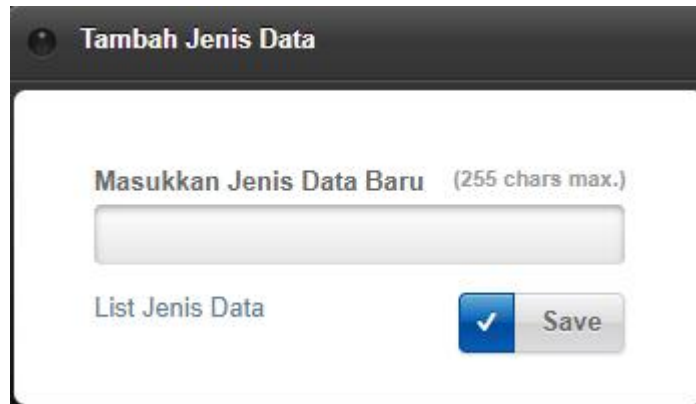 Tambah Jenis Data
Masukkan Jenis Data Baru (255 chars max.)
List Jenis Data
Save